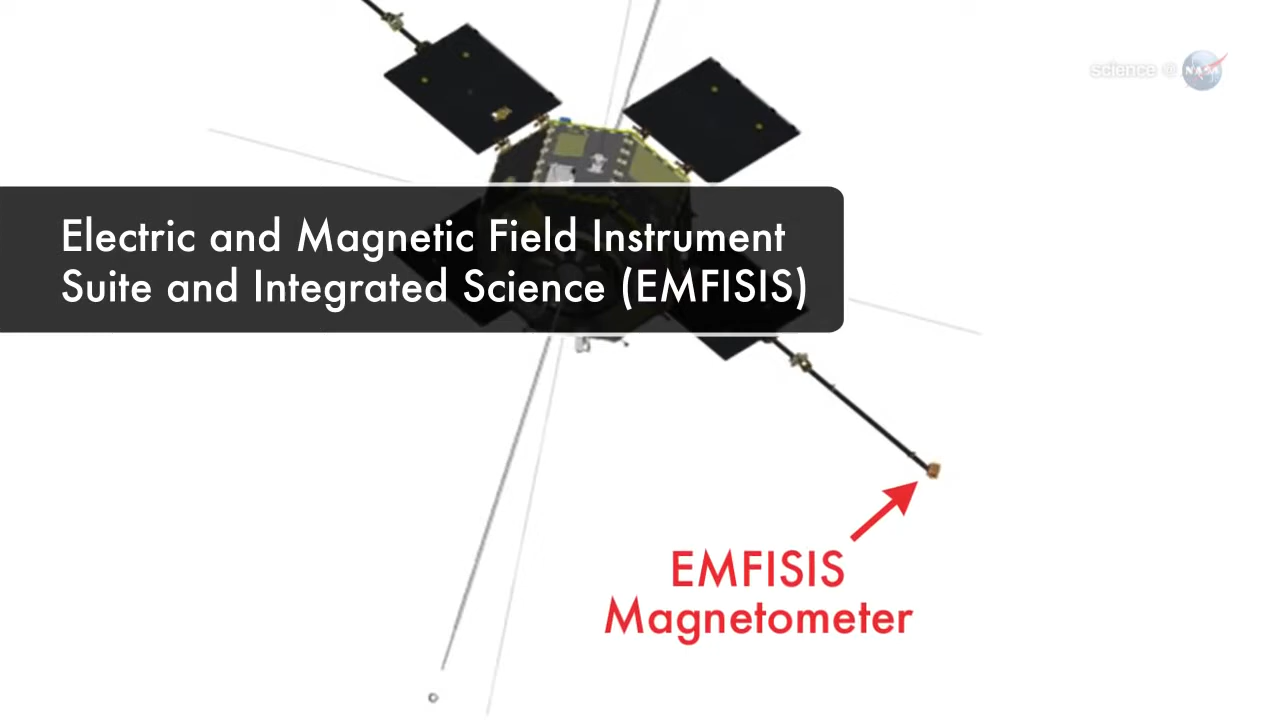 science @ NASA
Electric and Magnetic Field Instrument
Suite and Integrated Science (EMFISIS)
EMFISIS
Magnetometer